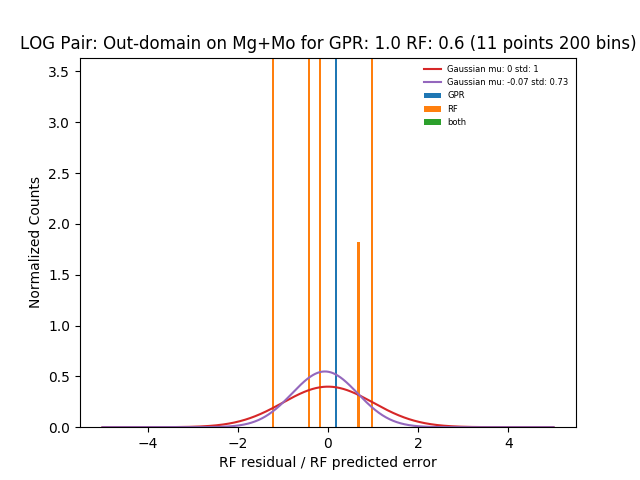 LOG Pair: Out-domain on Mg+Mo for GPR: 1.0 RF: 0.6 (11 points 200 bins)
Gaussian mu: 0 std: 1
Gaussian mu: -0.07 std: 0.73
GPR
RF
both
Normalized Counts
3.5
3.0
2.5
2.0
1.5
1.0
0.5
0.0
−4 −2 0 2 4
RF residual / RF predicted error